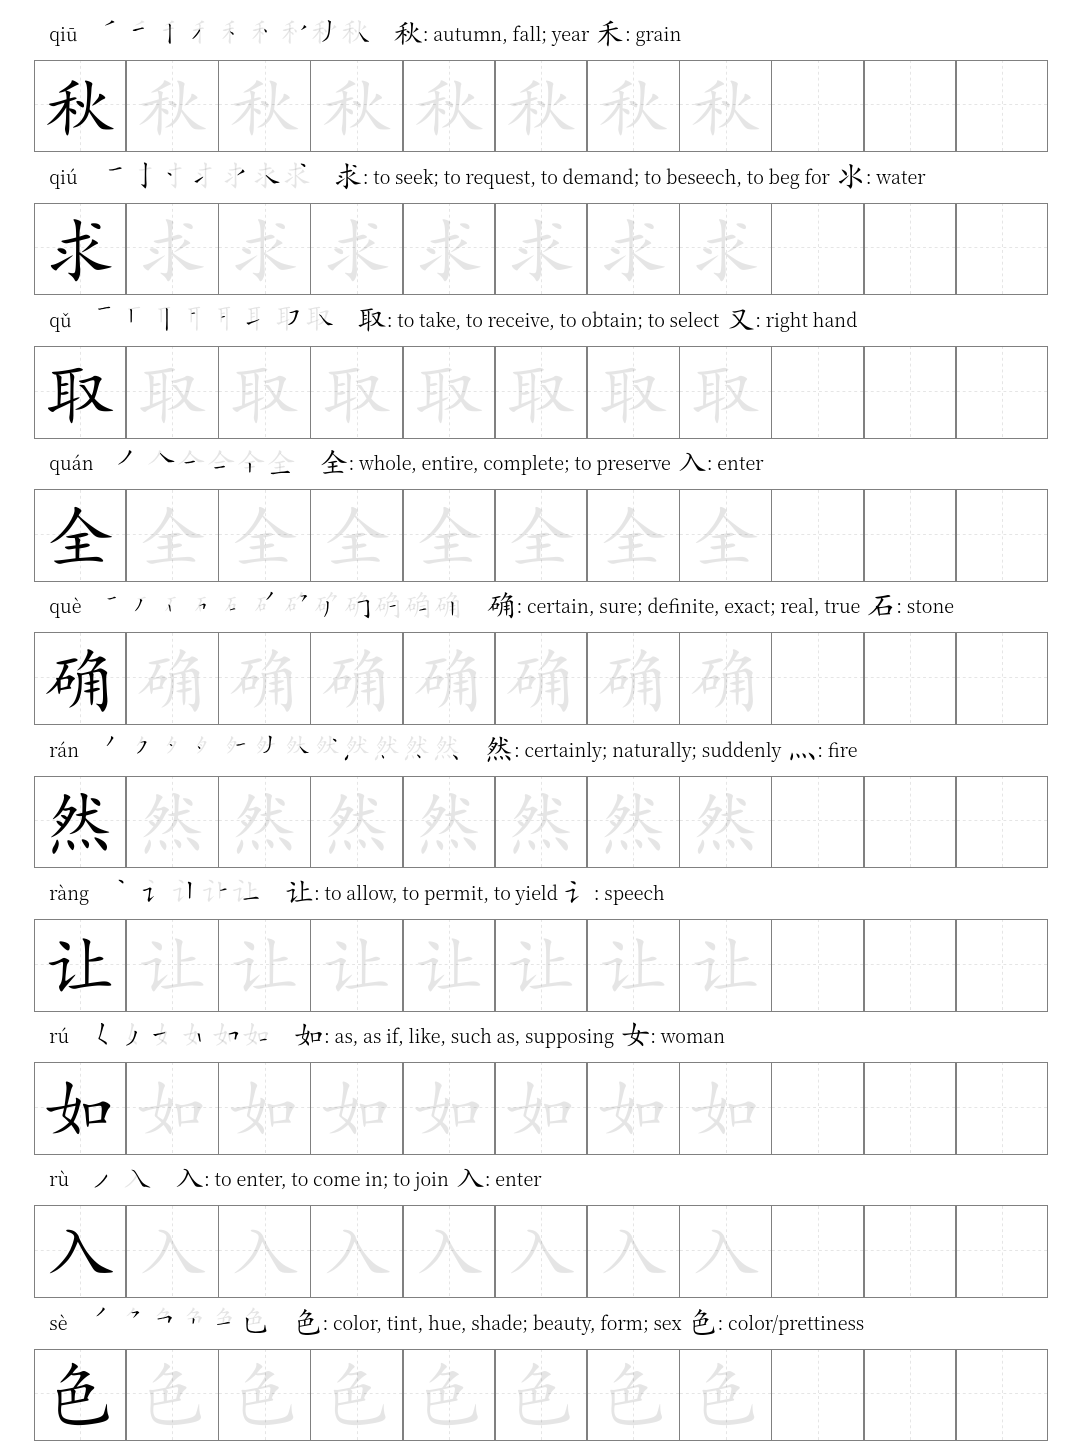 qiū 秋: autumn, fall; year 禾: grain
秋 秋 秋 秋 秋 秋 秋 秋
qiú 求: to seek; to request, to demand; to beseech, to beg for 氺: water
求 求 求 求 求 求 求 求
qǔ 取: to take, to receive, to obtain; to select 又: right hand
取 取 取 取 取 取 取 取
quán 全: whole, entire, complete; to preserve 入: enter
全 全 全 全 全 全 全 全
què 确: certain, sure; definite, exact; real, true 石: stone
确 确 确 确 确 确 确 确
rán 然: certainly; naturally; suddenly 灬: fire
然 然 然 然 然 然 然 然
ràng 让: to allow, to permit, to yield 讠: speech
让 让 让 让 让 让 让 让
rú 如: as, as if, like, such as, supposing 女: woman
如 如 如 如 如 如 如 如
rù 入: to enter, to come in; to join 入: enter
入 入 入 入 入 入 入 入
sè 色: color, tint, hue, shade; beauty, form; sex 色: color/prettiness
色 色 色 色 色 色 色 色